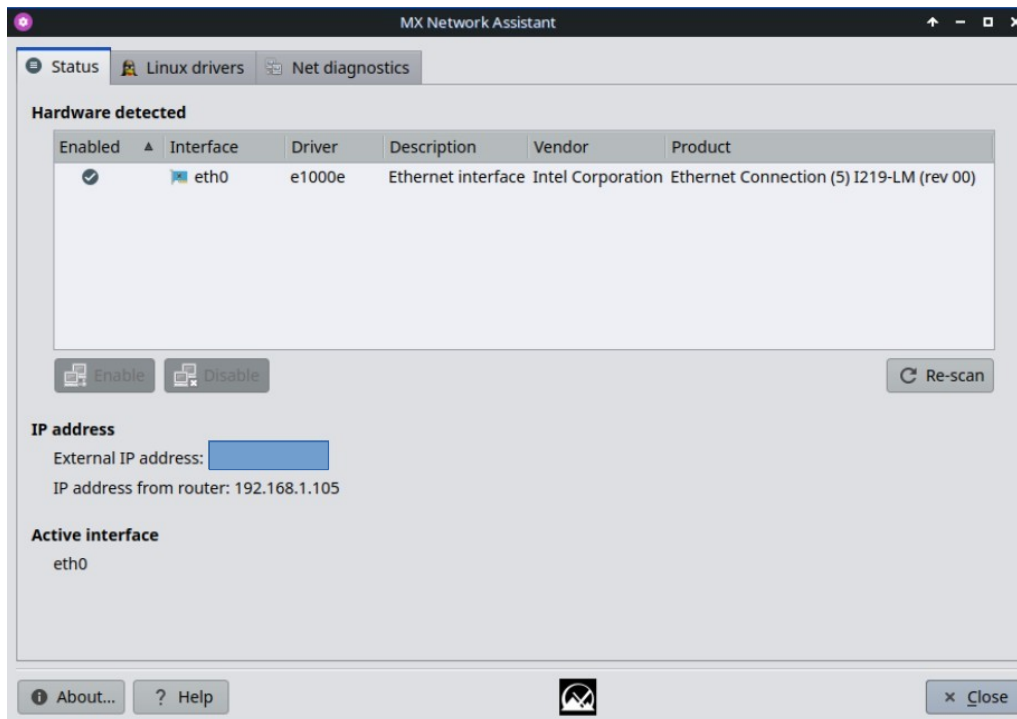 MX Network Assistant
Status Linux drivers Net diagnostics
Hardware detected
Enabled Interface Driver Description Vendor Product
eth0 e1000e Ethernet interface Intel Corporation Ethernet Connection (5) I219-LM (rev 00)
Enable Disable Re-scan
IP address
External IP address:
IP address from router: 192.168.1.105
Active interface
eth0
About... ? Help Close